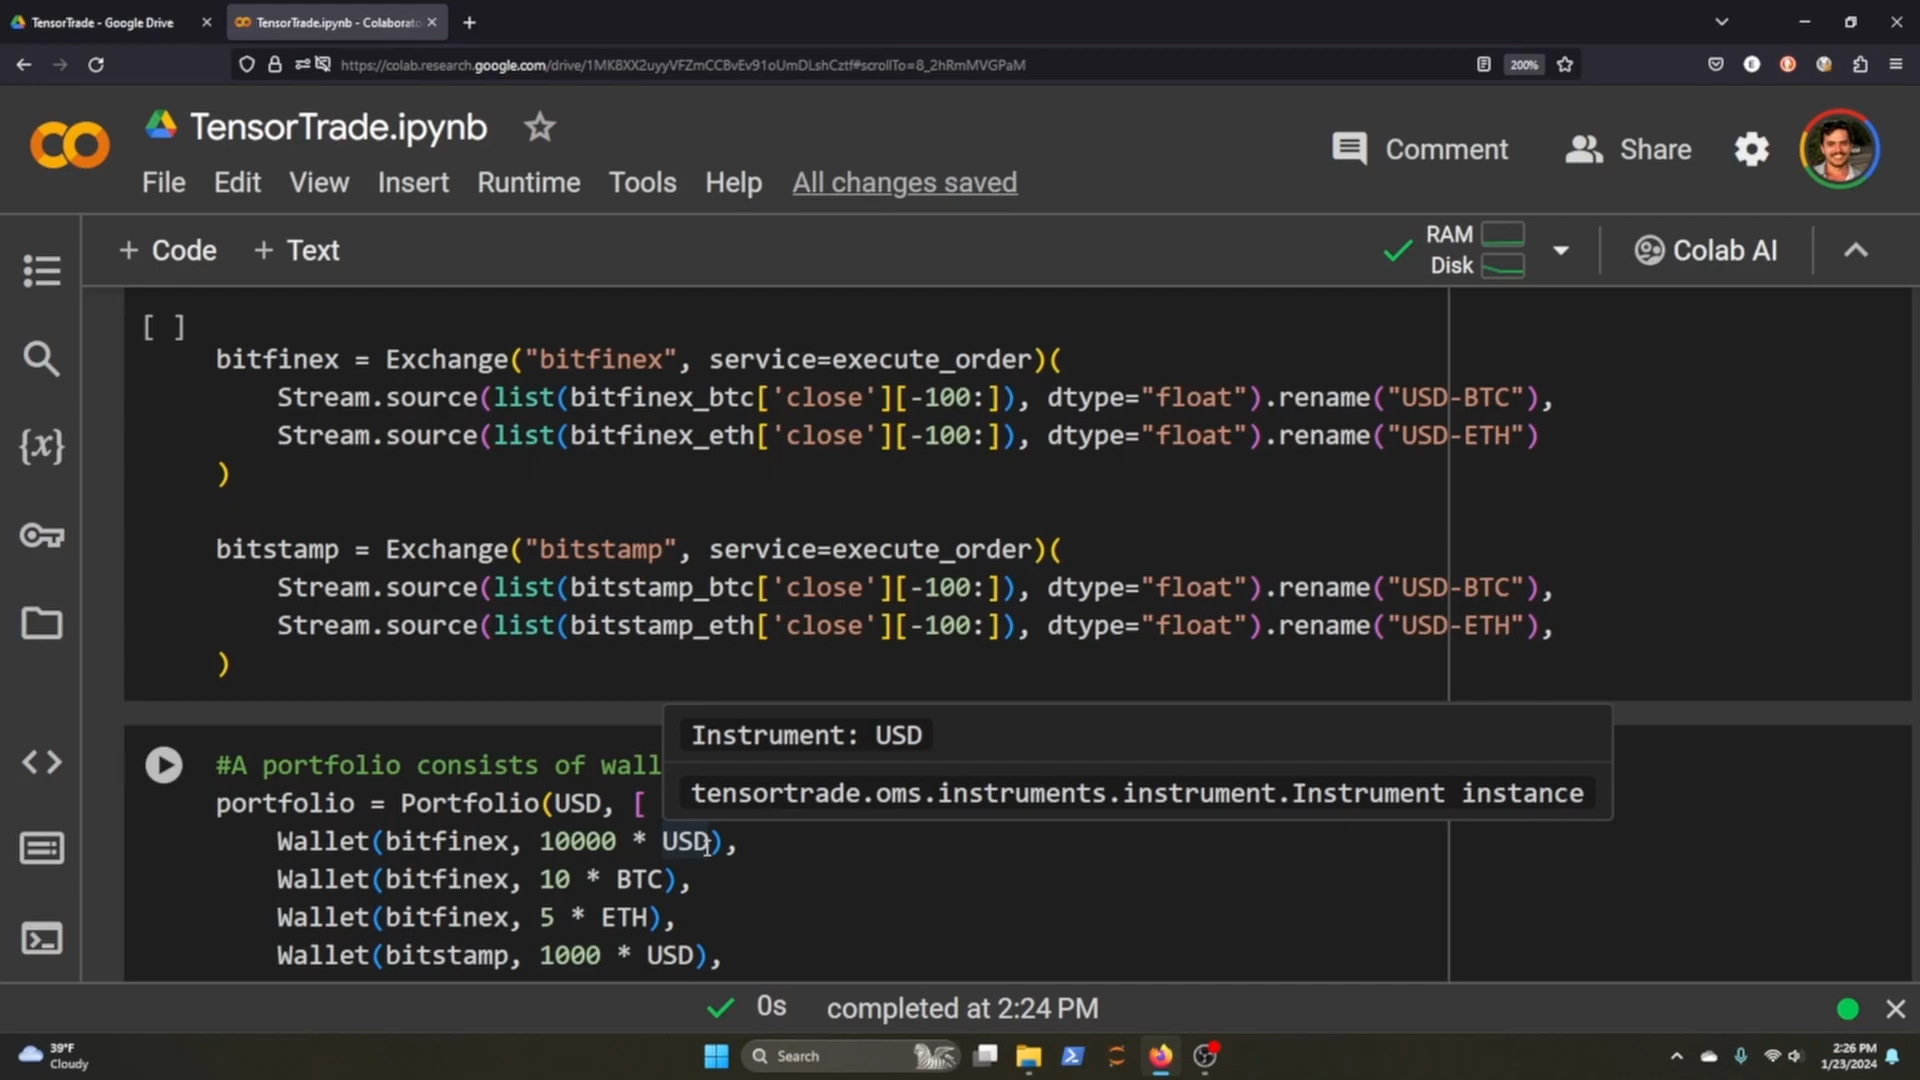 TensorTrade - Google Drive
TensorTrade.ipynb - Colaborato
https://colab.research.google.com/drive/1MK8XX2uyyVFZmCCBvEv91oUmDLshCztf#scrollTo=8_2hRmMVGPaM
200%
TensorTrade.ipynb
Comment
Share
File Edit View Insert Runtime Tools Help All changes saved
+ Code + Text
RAM
Disk
Colab AI
[ ]
bitfinex = Exchange("bitfinex", service=execute_order)(
Stream.source(list(bitfinex_btc['close'][-100:]), dtype="float").rename("USD-BTC"),
Stream.source(list(bitfinex_eth['close'][-100:]), dtype="float").rename("USD-ETH")
)
bitstamp = Exchange("bitstamp", service=execute_order)(
Stream.source(list(bitstamp_btc['close'][-100:]), dtype="float").rename("USD-BTC"),
Stream.source(list(bitstamp_eth['close'][-100:]), dtype="float").rename("USD-ETH"),
)
Instrument: USD
tensortrade.oms.instruments.instrument.Instrument instance
#A portfolio consists of wall
portfolio = Portfolio(USD, [
Wallet(bitfinex, 10000 * USD),
Wallet(bitfinex, 10 * BTC),
Wallet(bitfinex, 5 * ETH),
Wallet(bitstamp, 1000 * USD),
0s completed at 2:24 PM
39°F
Cloudy
Search
2:26 PM
1/23/2024